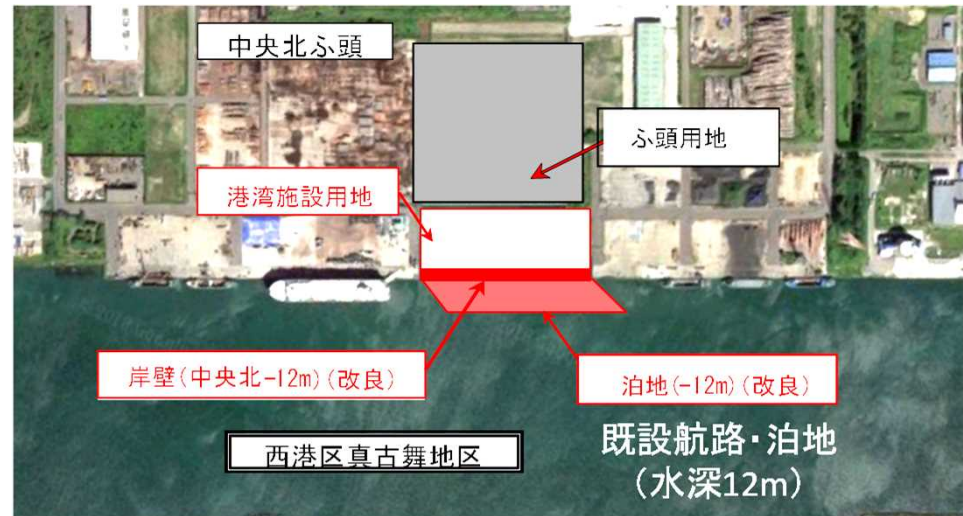 中央北ふ頭
ふ頭用地
港湾施設用地
岸壁(中央北-12m)(改良)
泊地(-12m)(改良)
西港区真古舞地区
既設航路・泊地
(水深12m)